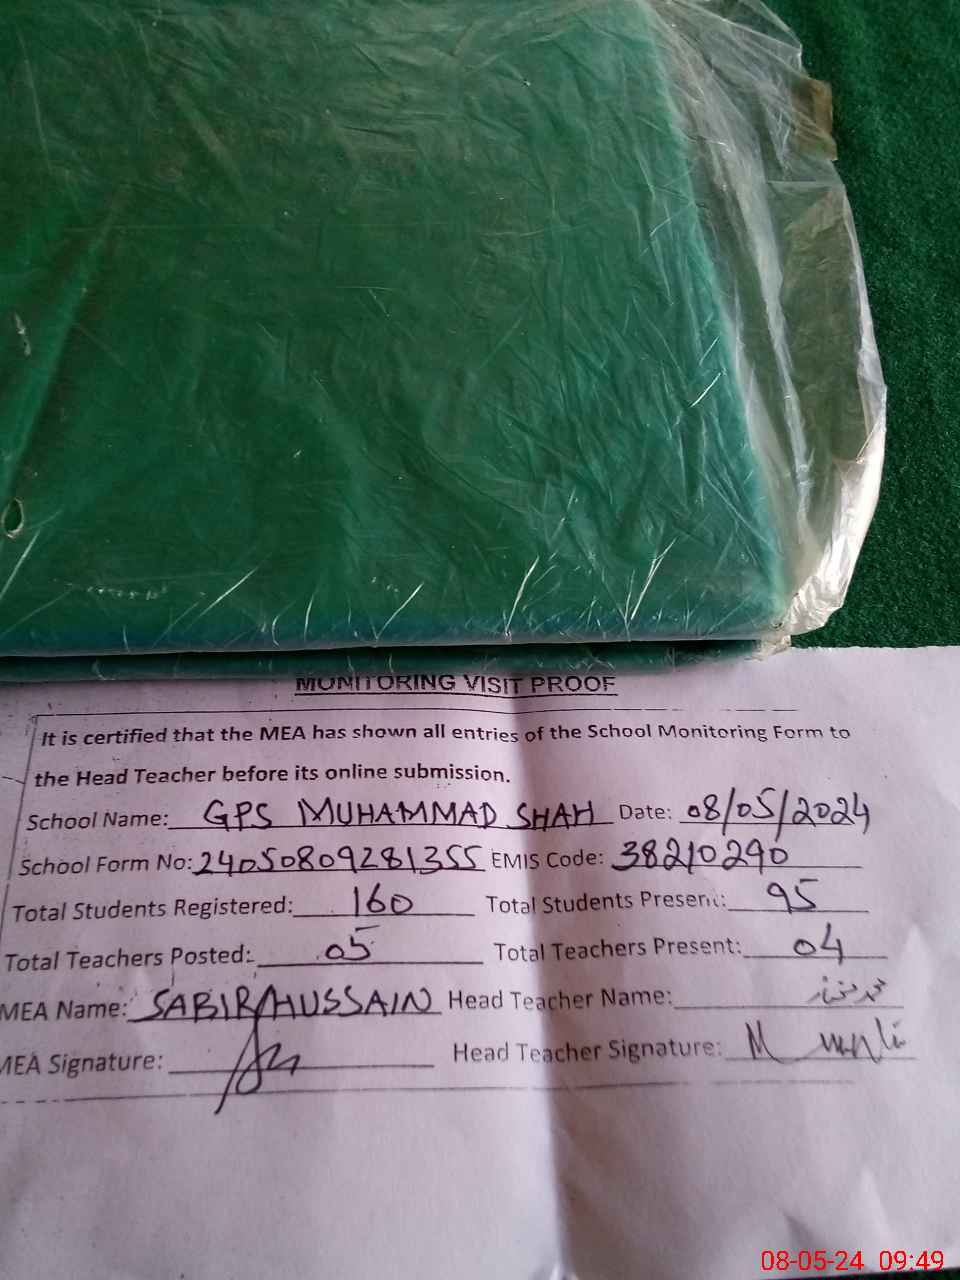 MONITORING VISIT PROOF
It is certified that the MEA has shown all entries of the School Monitoring Form to
the Head Teacher before its online submission.
School Name: GPS MUHAMMAD SHAH Date: 08/05/2024
School Form No: 24050809281355 EMIS Code: 38210290
Total Students Registered: 160 Total Students Present: 95
Total Teachers Posted: 05 Total Teachers Present: 04
MEA Name: SABIR HUSSAIN Head Teacher Name:
MEA Signature: Head Teacher Signature:
08-05-24 09:49